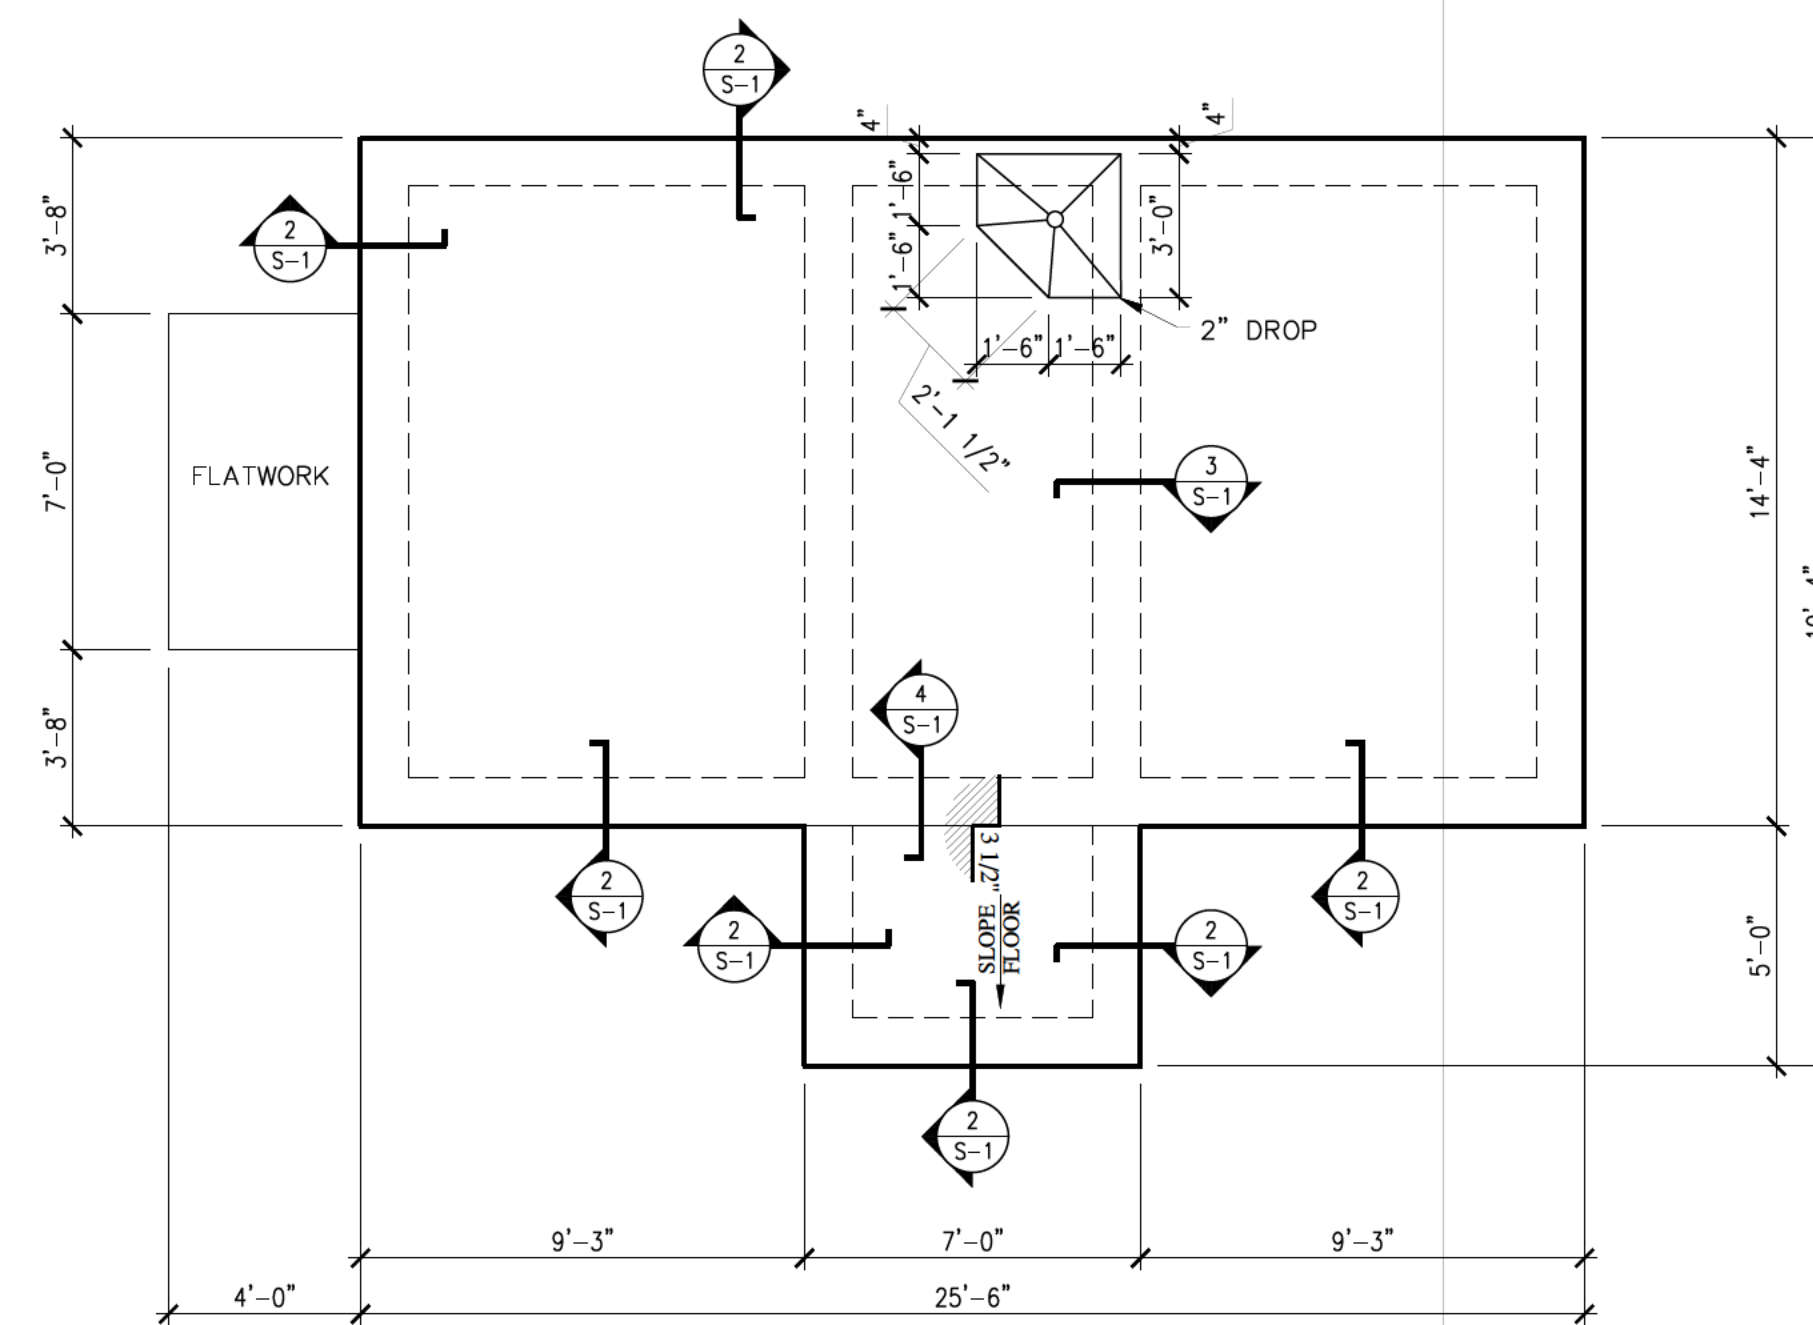 2
S-1
4"
4"
3'-8"
2
S-1
1'-6"
1'-6"
3'-0"
2" DROP
1'-6"
1'-6"
2'-1 1/2"
7'-0"
FLATWORK
3
S-1
14'-4"
4
S-1
3'-8"
3 1/2"
SLOPE
FLOOR
2
S-1
2
S-1
2
S-1
2
S-1
5'-0"
2
S-1
9'-3"
7'-0"
9'-3"
4'-0"
25'-6"